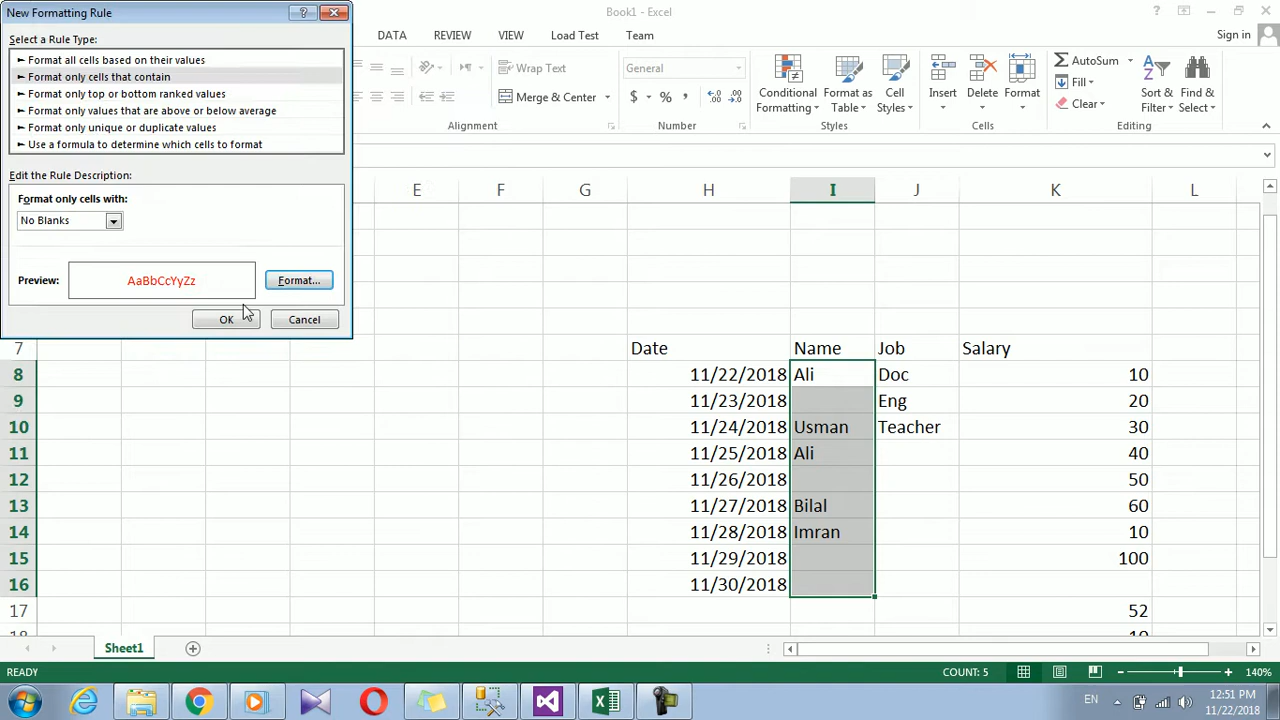 New Formatting Rule
Book1 - Excel
?
Sign in
DATA REVIEW VIEW Load Test Team
Select a Rule Type:
► Format all cells based on their values
► Format only cells that contain
► Format only top or bottom ranked values
► Format only values that are above or below average
► Format only unique or duplicate values
► Use a formula to determine which cells to format
Edit the Rule Description:
Format only cells with:
No Blanks
Preview:
AaBbCcYyZz
Format...
OK
Cancel
Wrap Text
Merge & Center
Alignment
General
$ % ,
Number
Conditional Formatting
Format as Table
Cell Styles
Styles
Insert
Delete
Format
Cells
AutoSum
Fill
Clear
Sort & Filter
Find & Select
Editing
E F G H I J K L
7 Date Name Job Salary
8 11/22/2018 Ali Doc 10
9 11/23/2018 Eng 20
10 11/24/2018 Usman Teacher 30
11 11/25/2018 Ali 40
12 11/26/2018 50
13 11/27/2018 Bilal 60
14 11/28/2018 Imran 10
15 11/29/2018 100
16 11/30/2018
17 52
18 10
Sheet1
READY
COUNT: 5
140%
EN
12:51 PM
11/22/2018